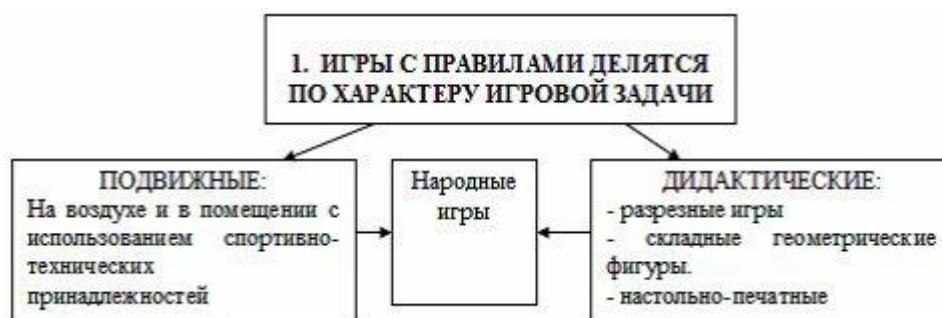 1. ИГРЫ С ПРАВИЛАМИ ДЕЛЯТСЯ
ПО ХАРАКТЕРУ ИГРОВОЙ ЗАДАЧИ
ПОДВИЖНЫЕ:
На воздухе и в помещении с
использованием спортивно-
технических
принадлежностей
Народные
игры
ДИДАКТИЧЕСКИЕ:
- разрезные игры
- складные геометрические
фигуры.
- настольно-печатные